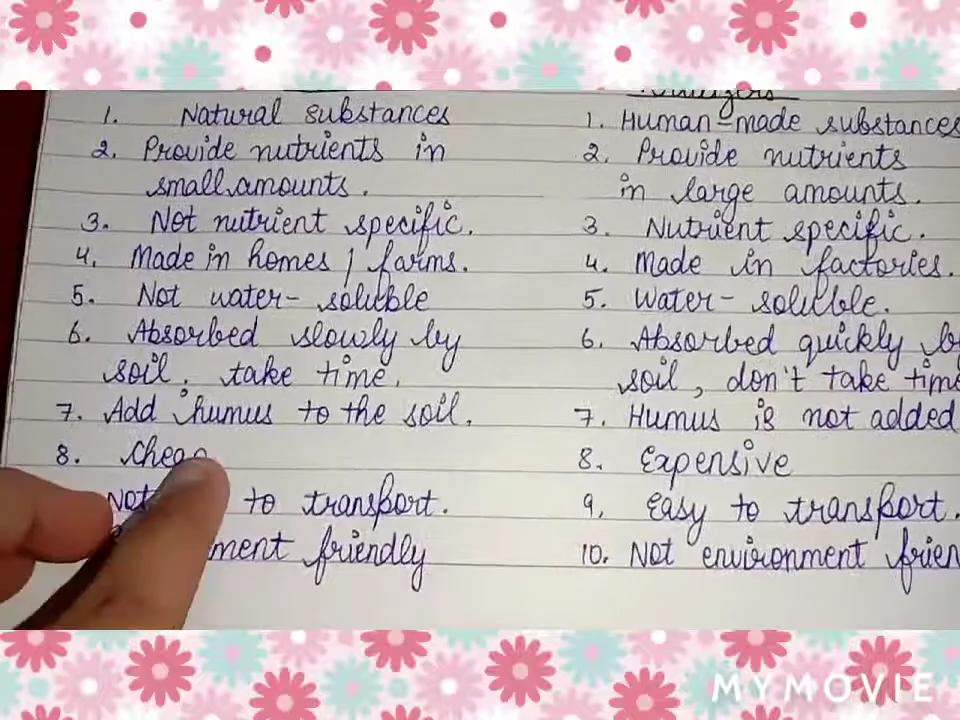 1. Natural substances
2. Provide nutrients in
small amounts.
3. Not nutrient specific.
4. Made in homes / farms.
5. Not water-soluble
6. Absorbed slowly by
soil, take time.
7. Add humus to the soil.
8. Cheap
Not to transport.
ment friendly
1. Human-made substances
2. Provide nutrients
in large amounts.
3. Nutrient specific.
4. Made in factories.
5. Water-soluble.
6. Absorbed quickly b
soil, don't take time
7. Humus is not added
8. Expensive
9. Easy to transport.
10. Not environment frien
MYMOVIE